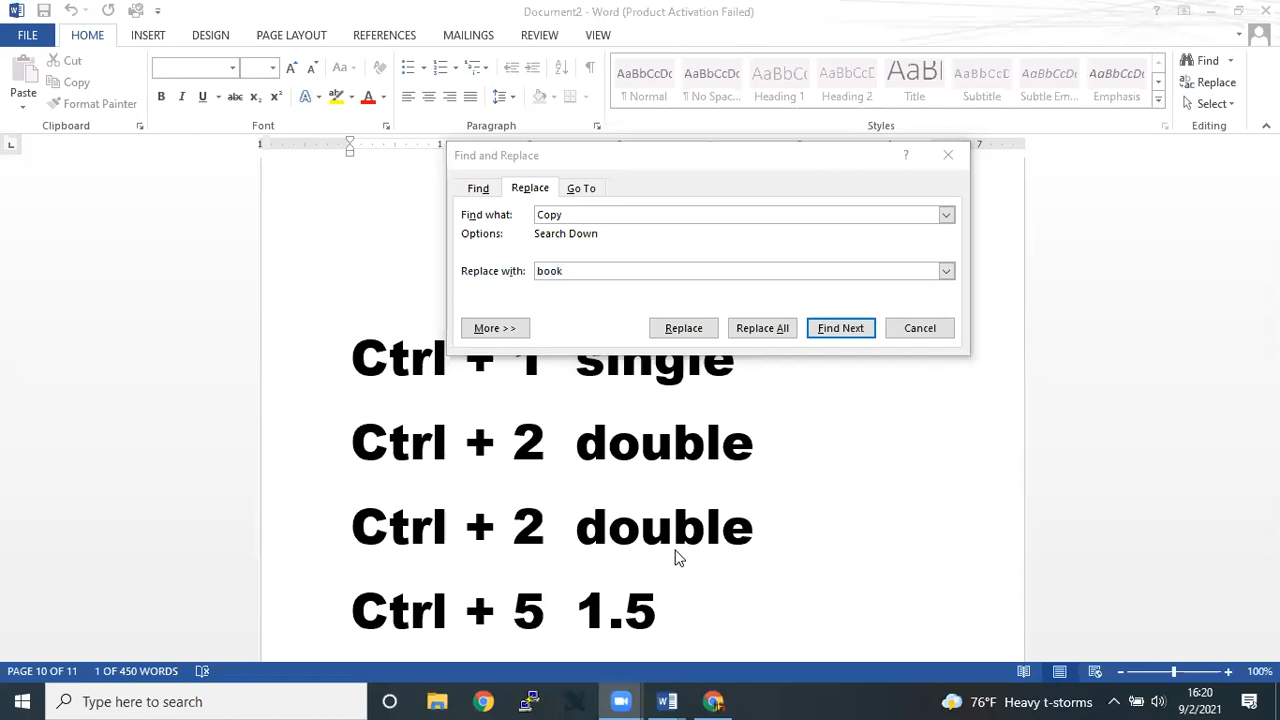 Document2 - Word (Product Activation Failed)
FILE HOME INSERT DESIGN PAGE LAYOUT REFERENCES MAILINGS REVIEW VIEW
Cut
Copy
Format Painter
Paste
Clipboard
Font
Paragraph
AaBbCcDc AaBbCcDc AaBbCc AaBbCcD AaBl AaBbCcD AaBbCcDc AaBbCcDc
¶ Normal ¶ No Spac... Heading 1 Heading 2 Title Subtitle Subtle Em... Emphasis
Styles
Find
Replace
Select
Editing
Find and Replace
Find Replace Go To
Find what: Copy
Options: Search Down
Replace with: book
More >> Replace Replace All Find Next Cancel
Ctrl + 1 single
Ctrl + 2 double
Ctrl + 2 double
Ctrl + 5 1.5
PAGE 10 OF 11 1 OF 450 WORDS 100%
Type here to search
76°F Heavy t-storms
16:20
9/2/2021